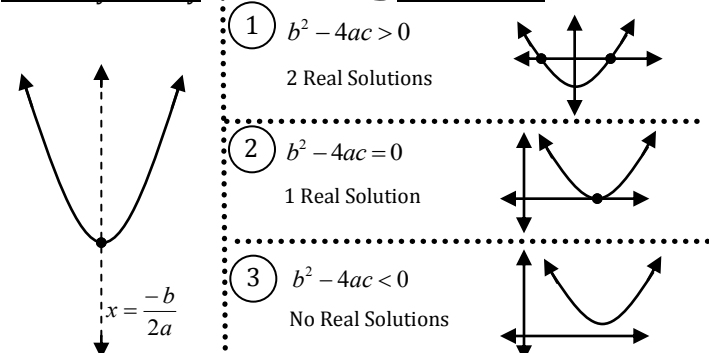 x = -b/2a
1 b² − 4ac > 0
2 Real Solutions
2 b² − 4ac = 0
1 Real Solution
3 b² − 4ac < 0
No Real Solutions